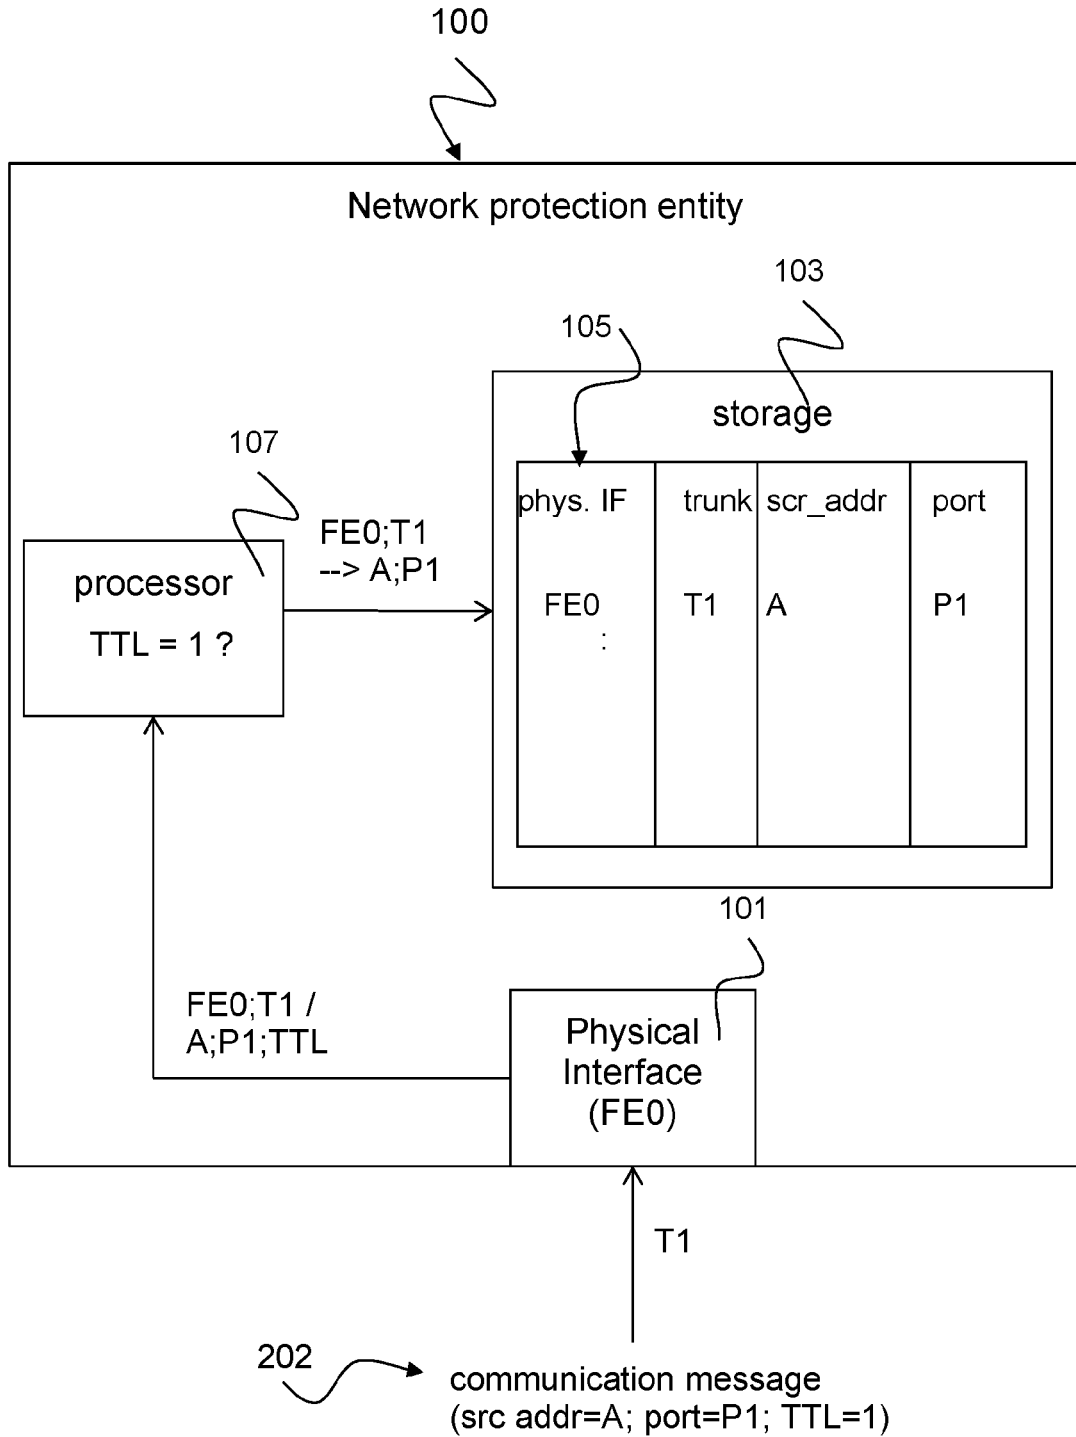 100
Network protection entity
103
105
storage
107
phys. IF trunk scr_addr port
FE0;T1
--> A;P1
processor
TTL = 1 ?
FE0 T1 A P1
:
101
FE0;T1 /
A;P1;TTL
Physical
Interface
(FE0)
T1
202
communication message
(src addr=A; port=P1; TTL=1)